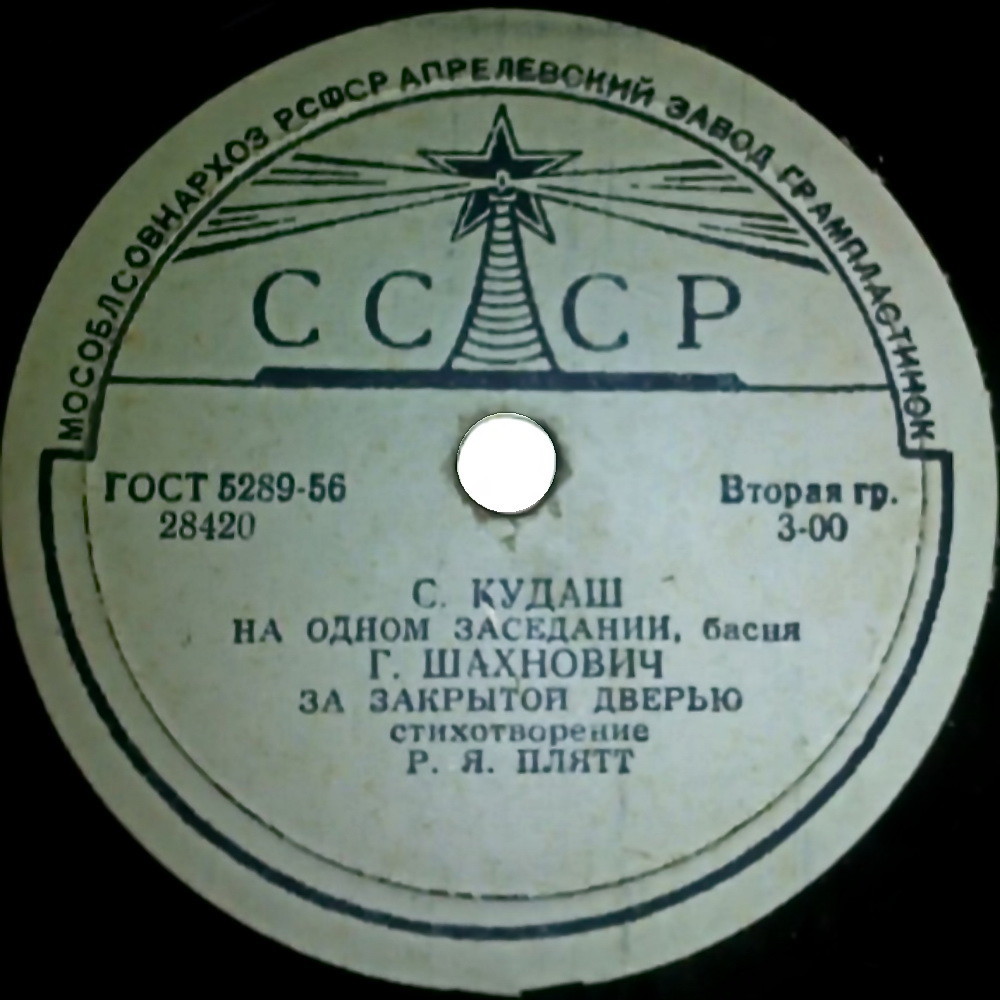 МОСОБЛСОВНАРХОЗ РСФСР АПРЕЛЕВСКИЙ ЗАВОД ГРАМПЛАСТИНОК
СССР
ГОСТ 5289-56
28420
Вторая гр.
3-00
С. КУДАШ
НА ОДНОМ ЗАСЕДАНИИ, басня
Г. ШАХНОВИЧ
ЗА ЗАКРЫТОЙ ДВЕРЬЮ
стихотворение
Р. Я. ПЛЯТТ